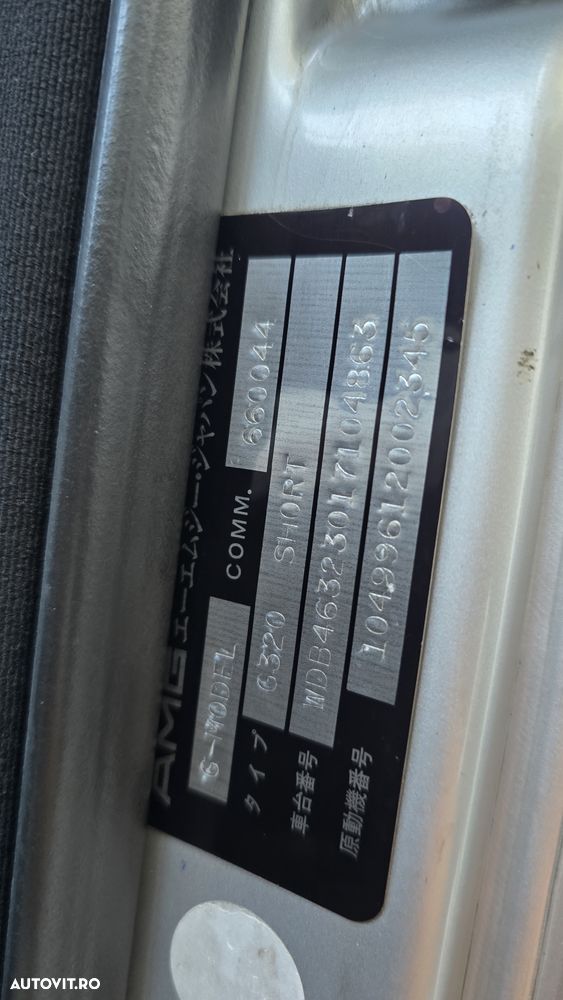 AMG エーエムジー・ジャパン株式会社
G-MODEL COMM. 660044
タイプ G320 SHORT
車台番号 WDB46323017104863
原動機番号 10499612002345
AUTOVIT.RO